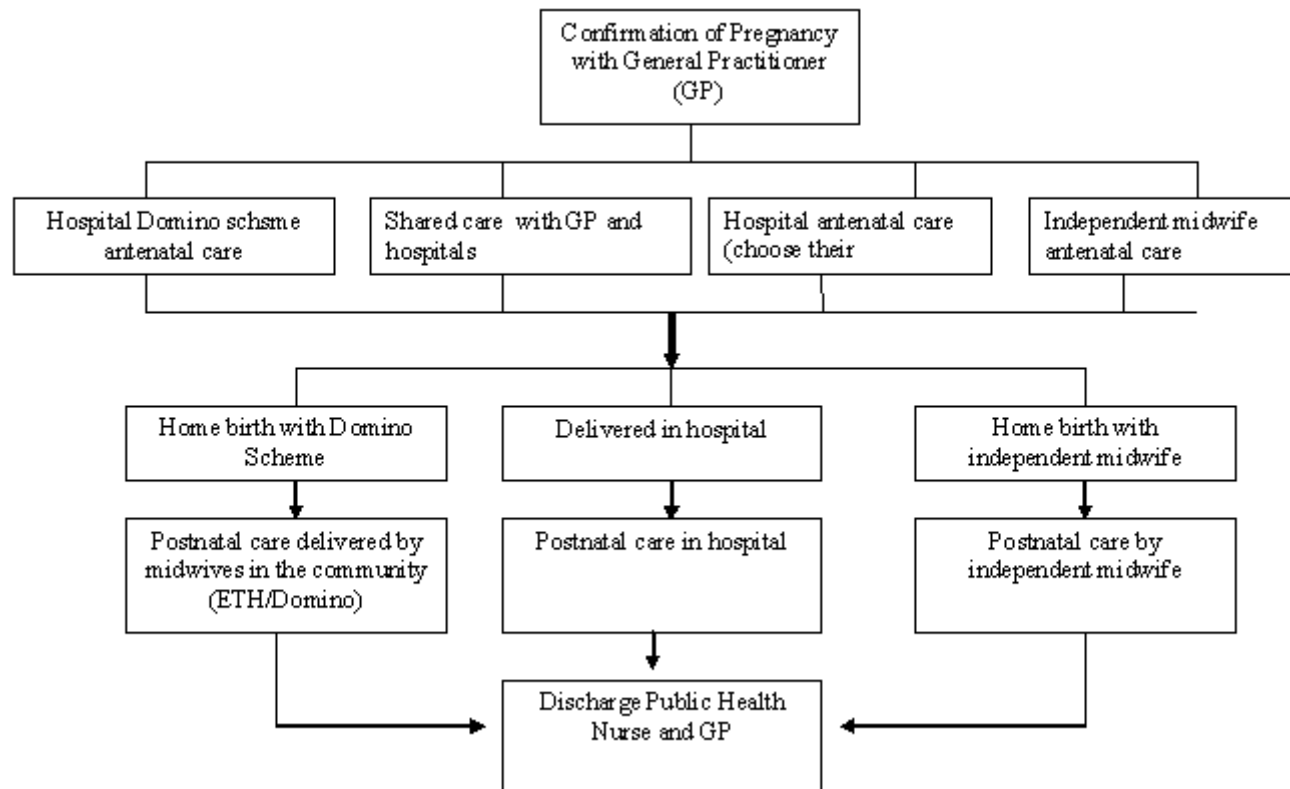 Confirmation of Pregnancy
with General Practitioner
(GP)
Hospital Domino schsme
antenatal care
Shared care with GP and
hospitals
Hospital antenatal care
(choose their
Independent midwife
antenatal care
Home birth with Domino
Scheme
Delivered in hospital
Home birth with
independent midwife
Postnatal care delivered by
midwives in the community
(ETH/Domino)
Postnatal care in hospital
Postnatal care by
independent midwife
Discharge Public Health
Nurse and GP